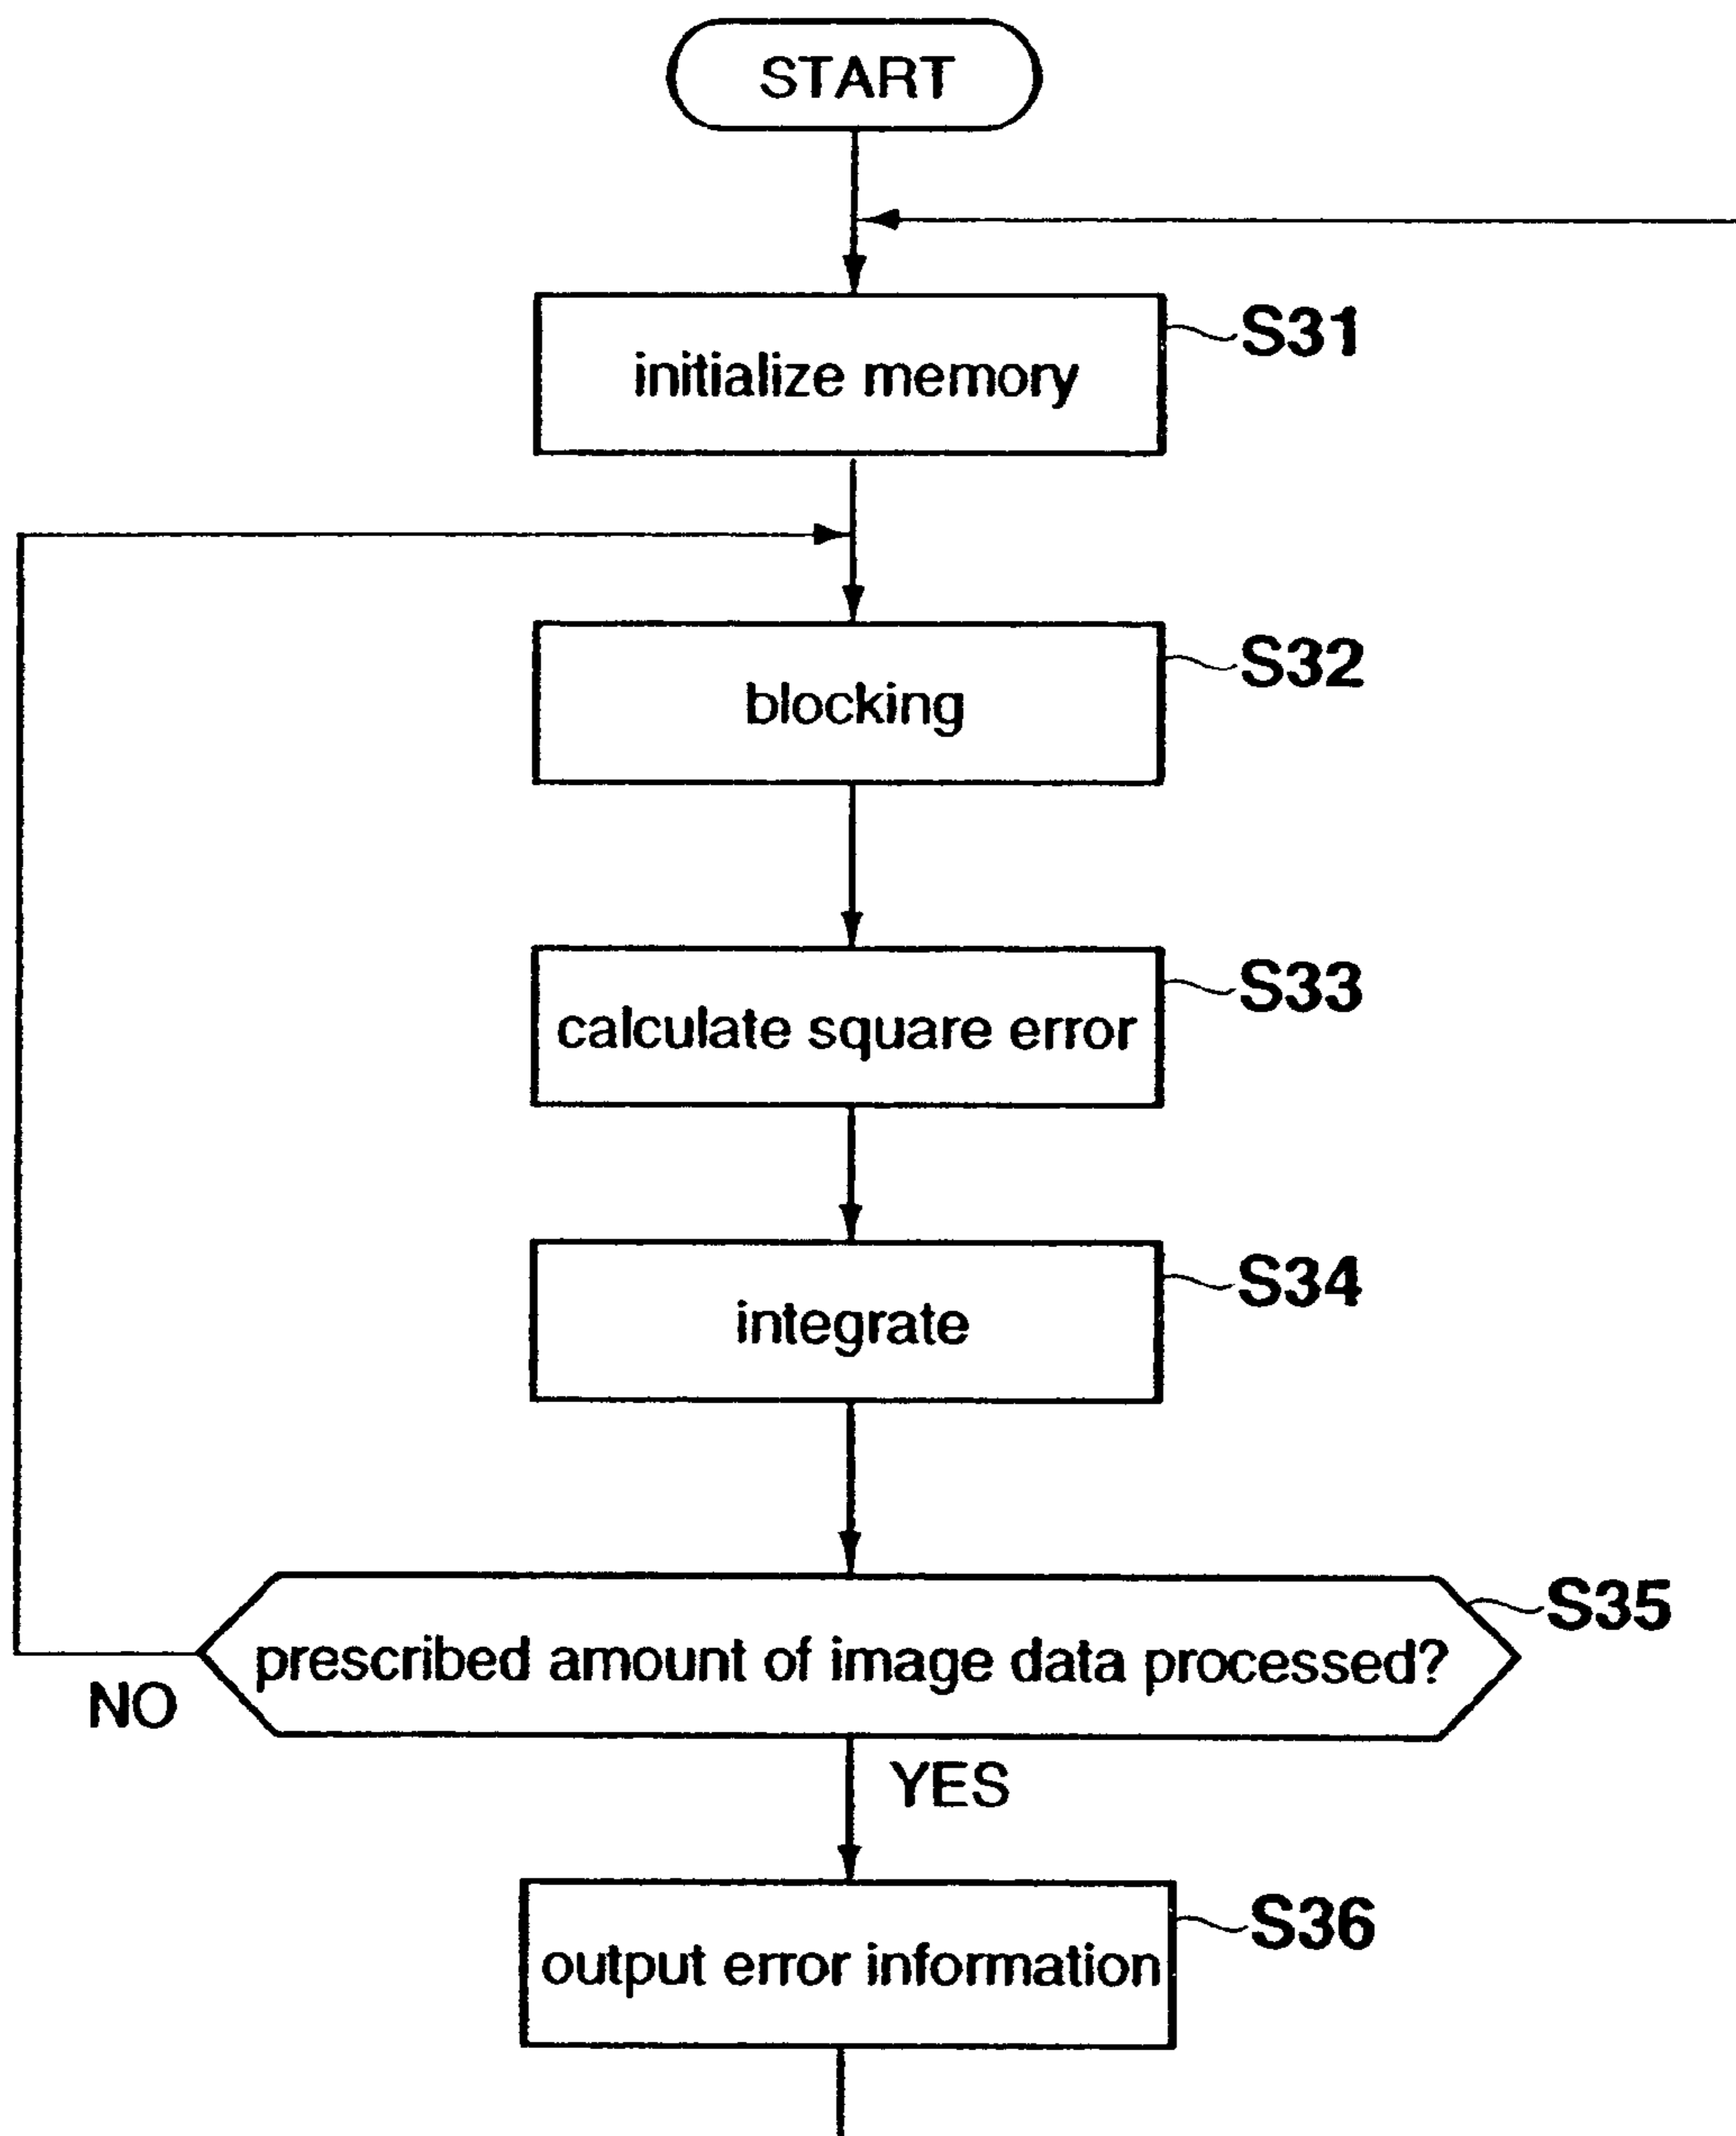 START
initialize memory
S31
blocking
S32
calculate square error
S33
integrate
S34
prescribed amount of image data processed?
S35
NO
YES
output error information
S36